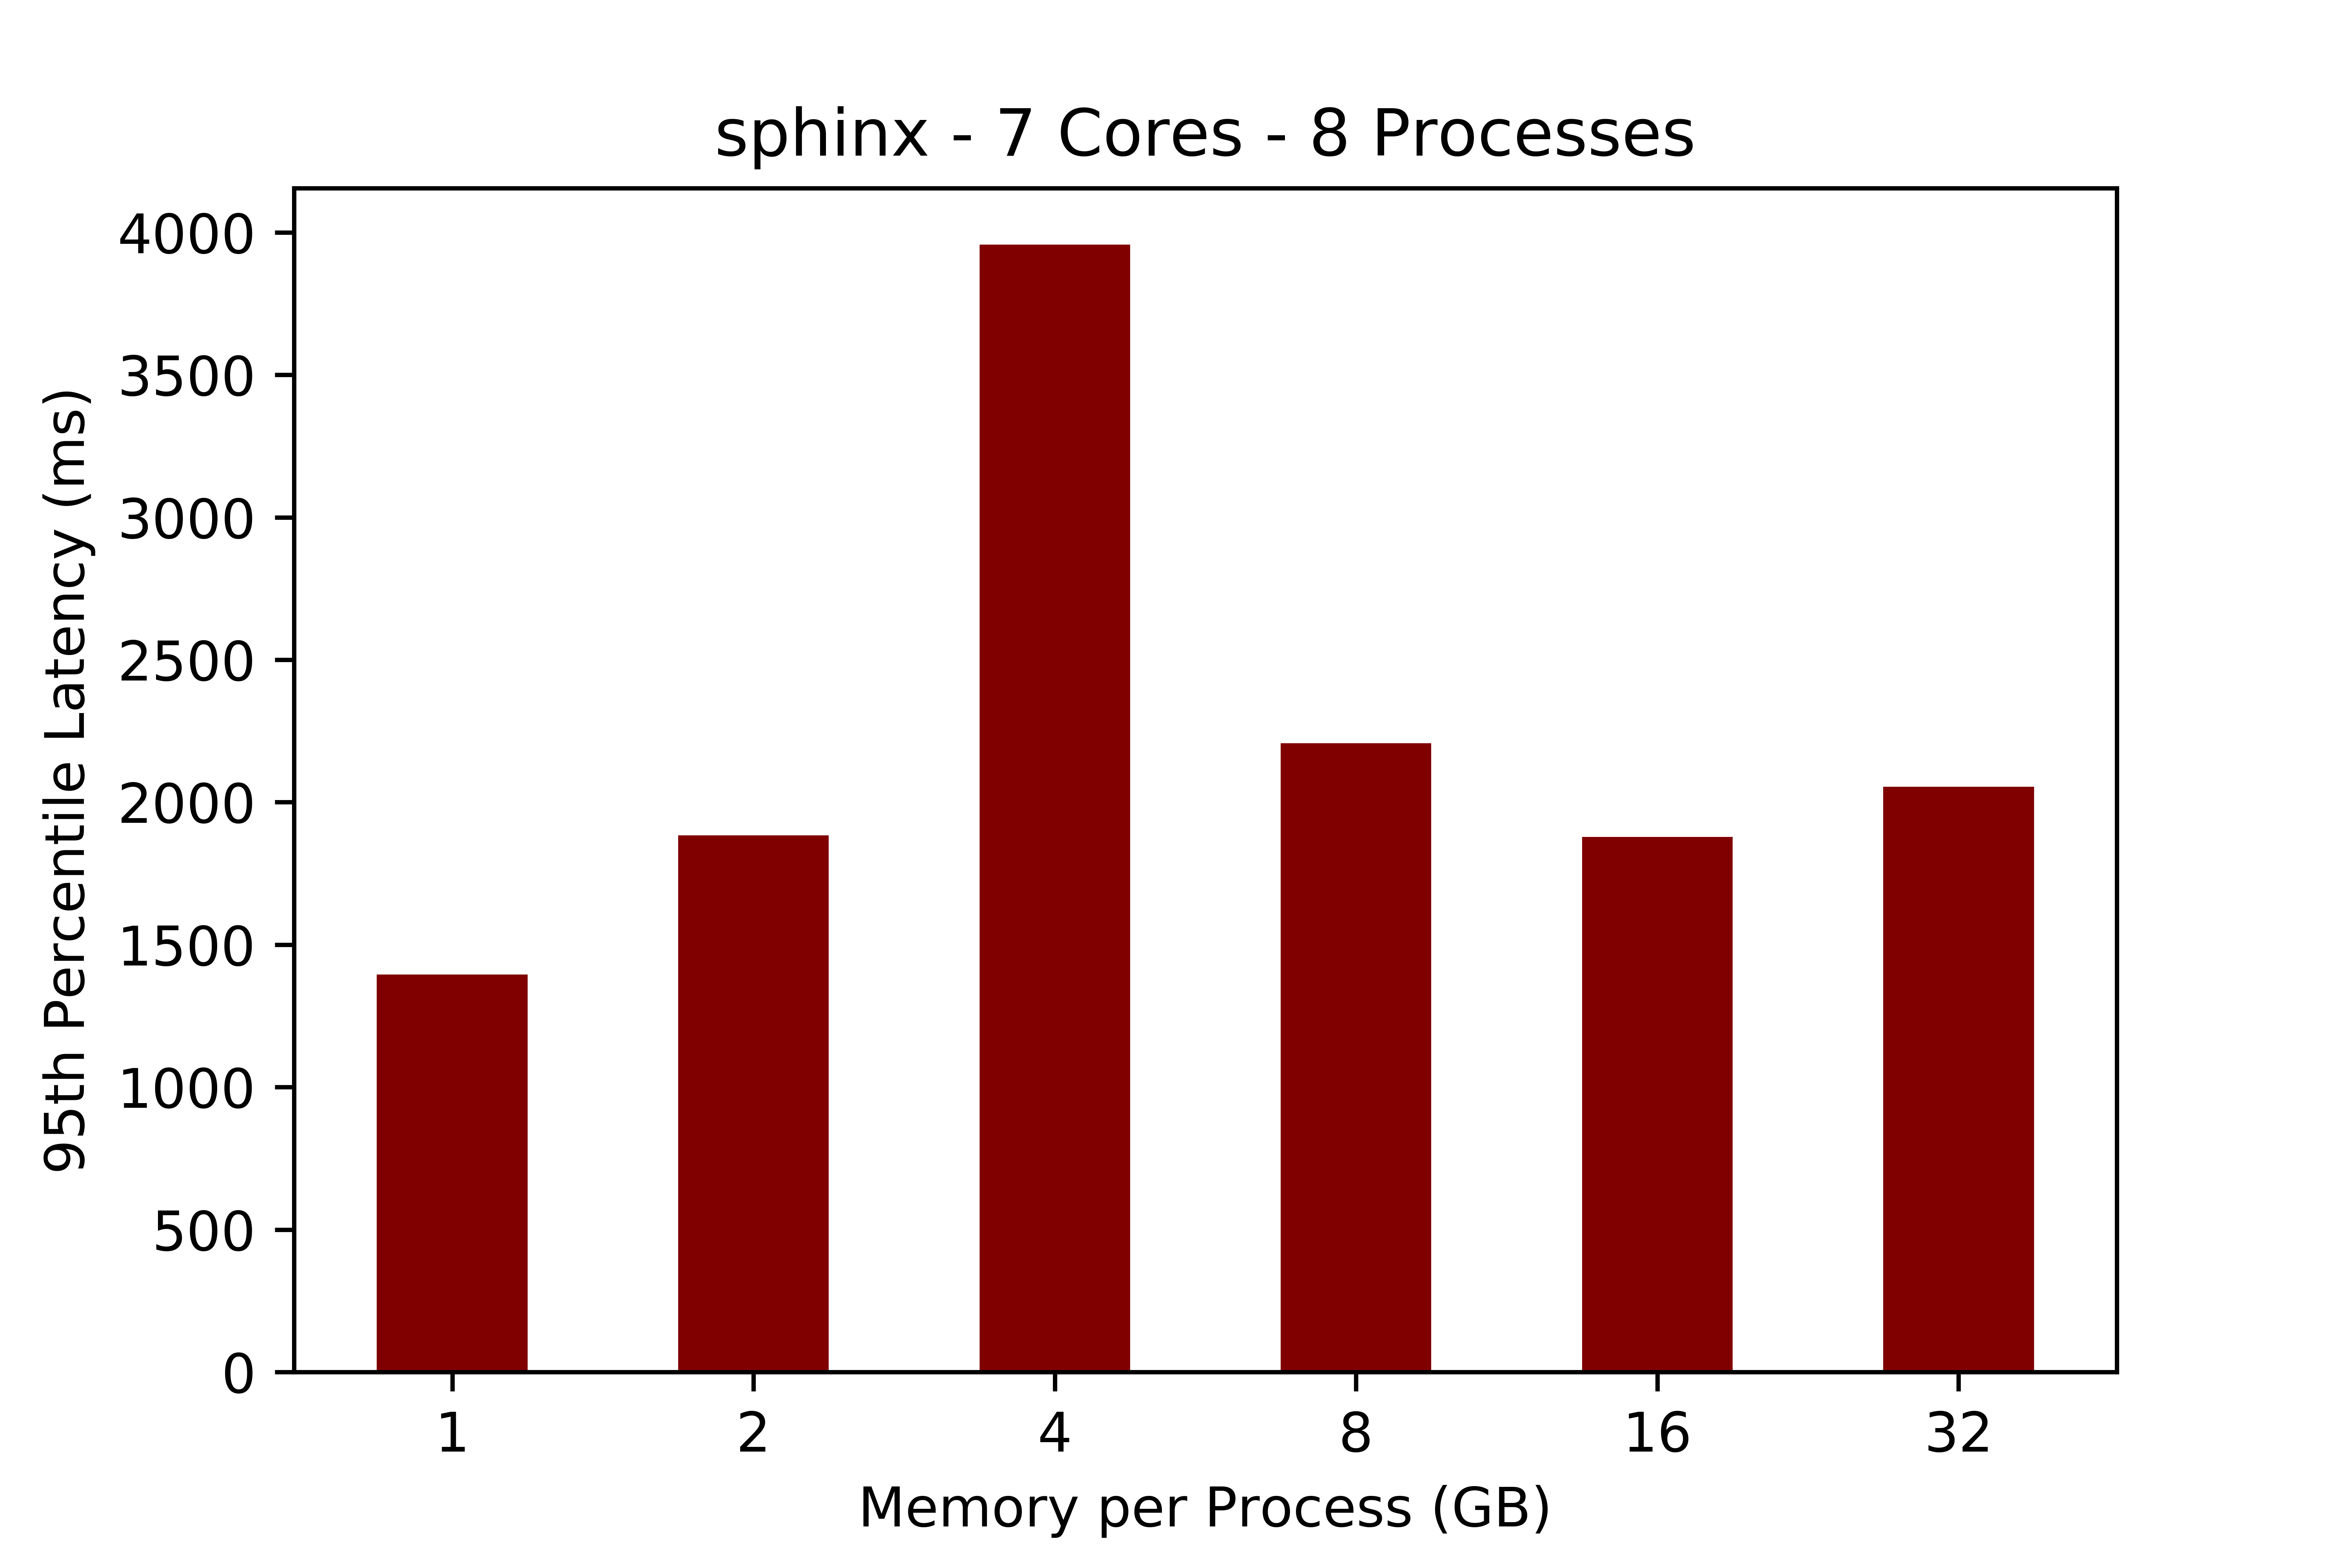 sphinx - 7 Cores - 8 Processes
95th Percentile Latency (ms)
4000
3500
3000
2500
2000
1500
1000
500
0
1 2 4 8 16 32
Memory per Process (GB)